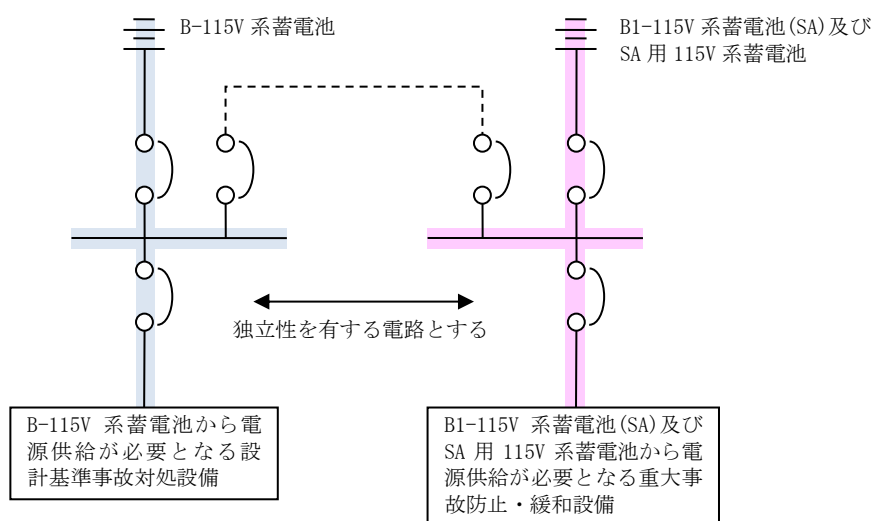 B-115V 系蓄電池
B1-115V 系蓄電池(SA)及び
SA 用 115V 系蓄電池
独立性を有する電路とする
B-115V 系蓄電池から電
源供給が必要となる設
計基準事故対処設備
B1-115V 系蓄電池(SA)及び
SA 用 115V 系蓄電池から電
源供給が必要となる重大事
故防止・緩和設備